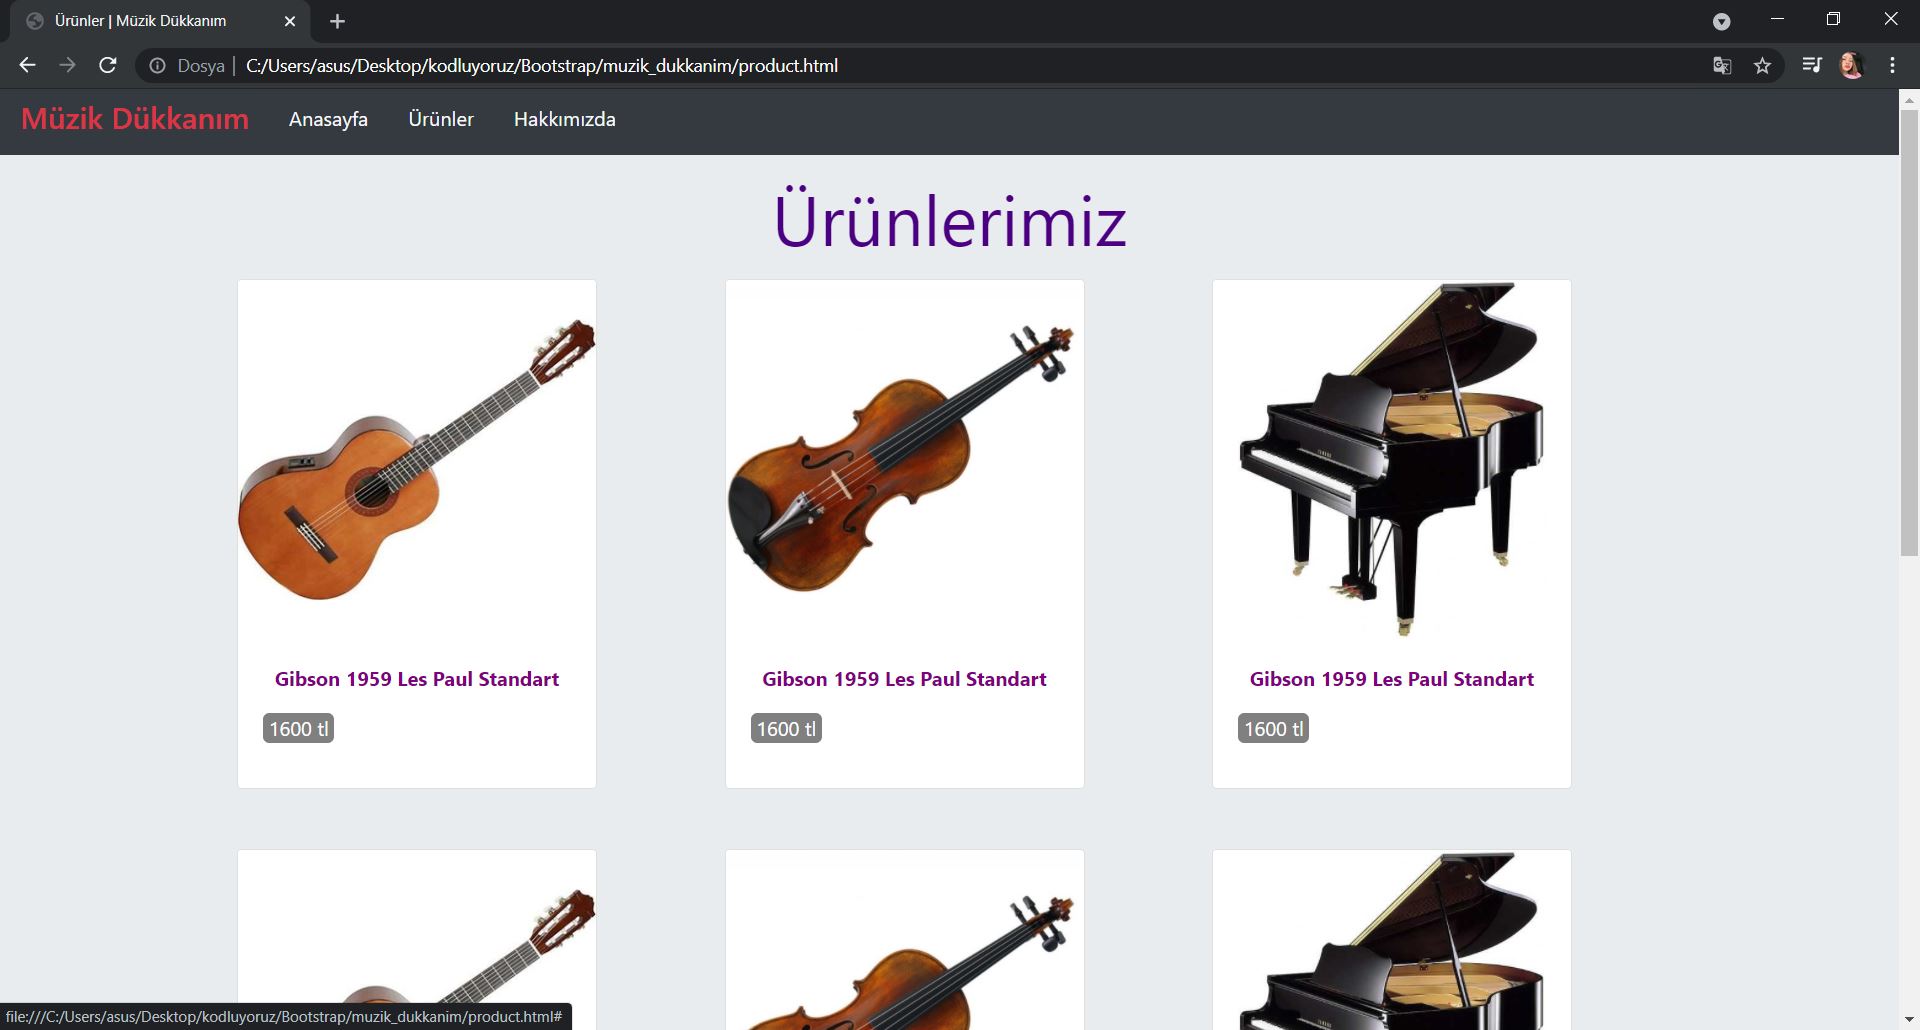 Ürünler | Müzik Dükkanım
Dosya | C:/Users/asus/Desktop/kodluyoruz/Bootstrap/muzik_dukkanim/product.html
Müzik Dükkanım Anasayfa Ürünler Hakkımızda
Ürünlerimiz
Gibson 1959 Les Paul Standart
1600 tl
Gibson 1959 Les Paul Standart
1600 tl
Gibson 1959 Les Paul Standart
1600 tl
file:///C:/Users/asus/Desktop/kodluyoruz/Bootstrap/muzik_dukkanim/product.html#